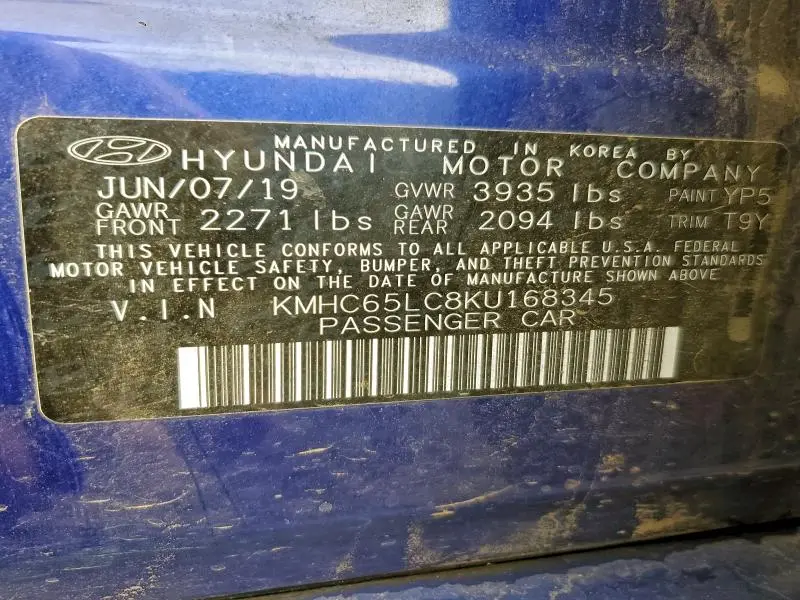 MANUFACTURED IN KOREA BY
HYUNDAI MOTOR COMPANY
JUN/07/19 GVWR 3935 lbs PAINT YP5
GAWR FRONT 2271 lbs GAWR REAR 2094 lbs TRIM T9Y
THIS VEHICLE CONFORMS TO ALL APPLICABLE U.S.A. FEDERAL
MOTOR VEHICLE SAFETY, BUMPER, AND THEFT PREVENTION STANDARDS
IN EFFECT ON THE DATE OF MANUFACTURE SHOWN ABOVE.
V.I.N KMHC65LC8KU168345
PASSENGER CAR